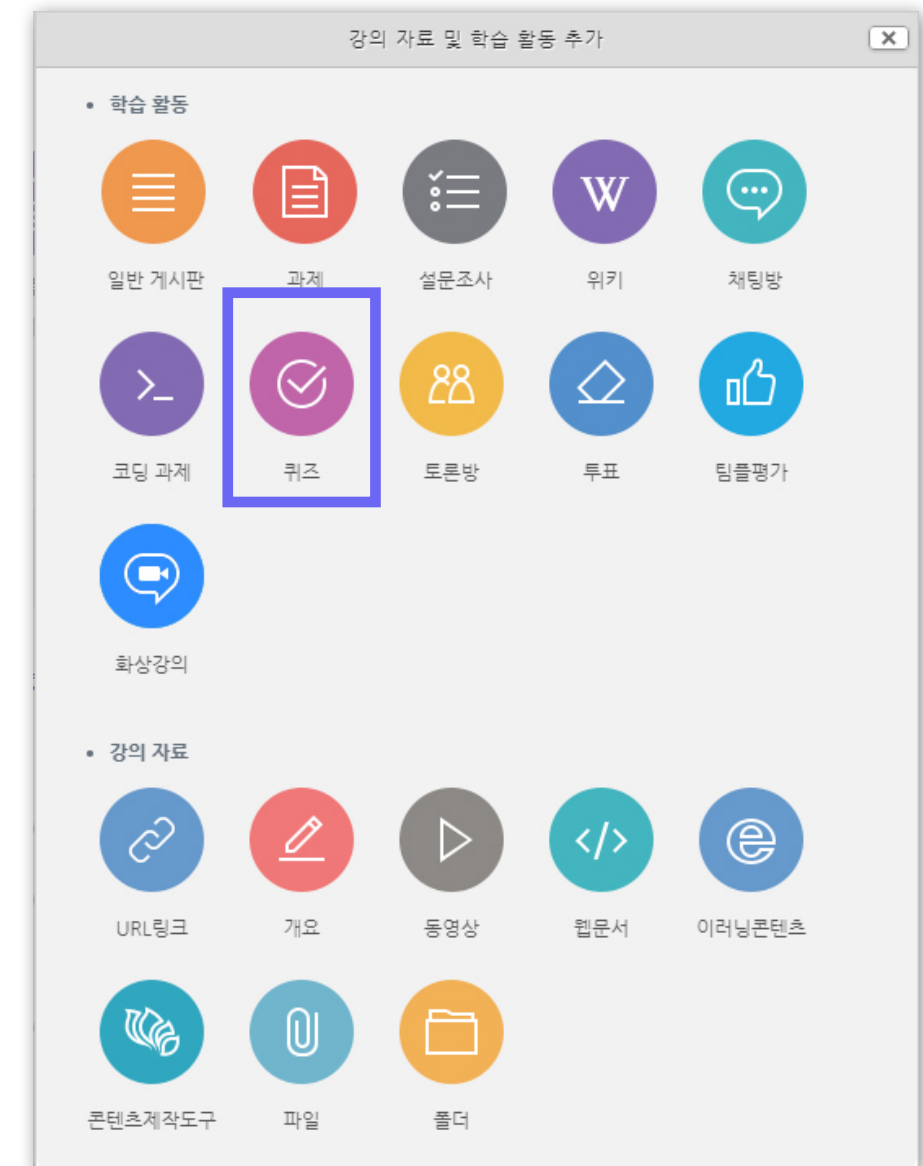 강의 자료 및 학습 활동 추가
학습 활동
일반 게시판 과제 설문조사 위키 채팅방
코딩 과제 퀴즈 토론방 투표 팀플평가
화상강의
강의 자료
URL링크 개요 동영상 웹문서 이러닝콘텐츠
콘텐츠제작도구 파일 폴더